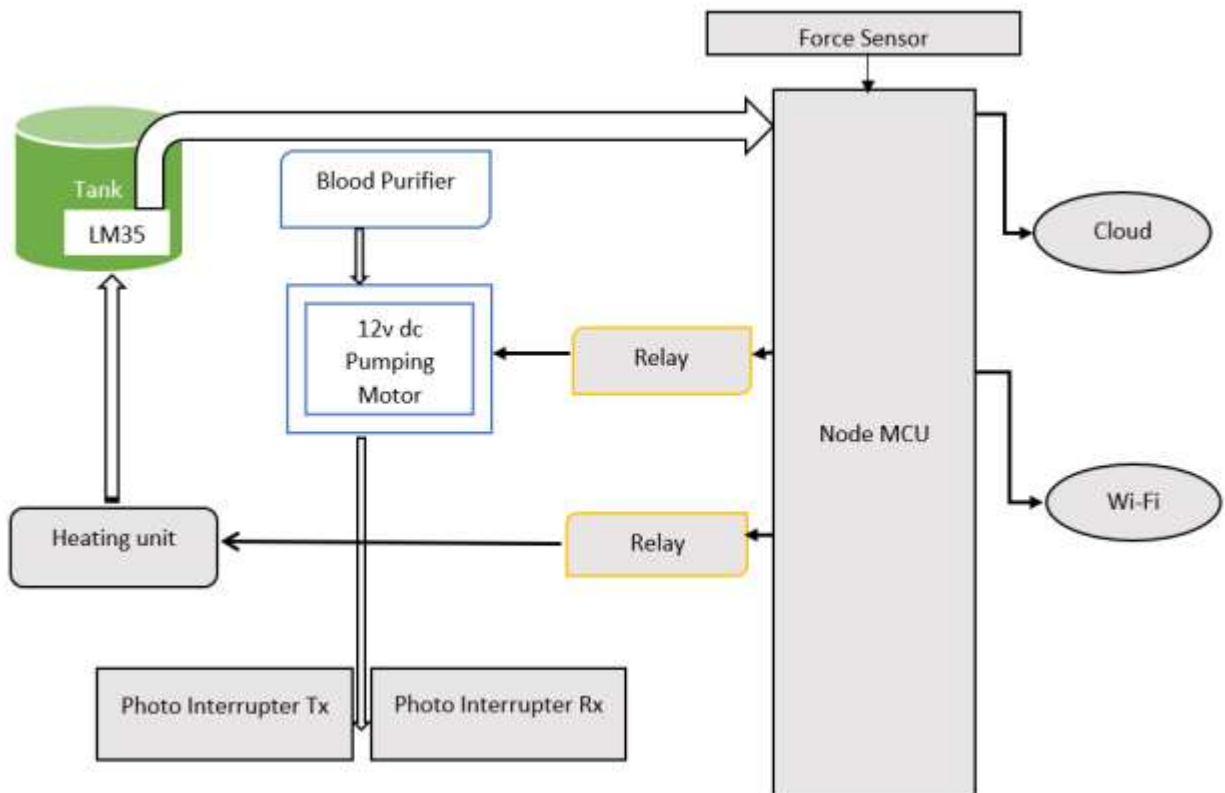 Force Sensor
Tank
LM35
Blood Purifier
Cloud
12v dc
Pumping
Motor
Relay
Node MCU
Wi-Fi
Heating unit
Relay
Photo Interrupter Tx
Photo Interrupter Rx